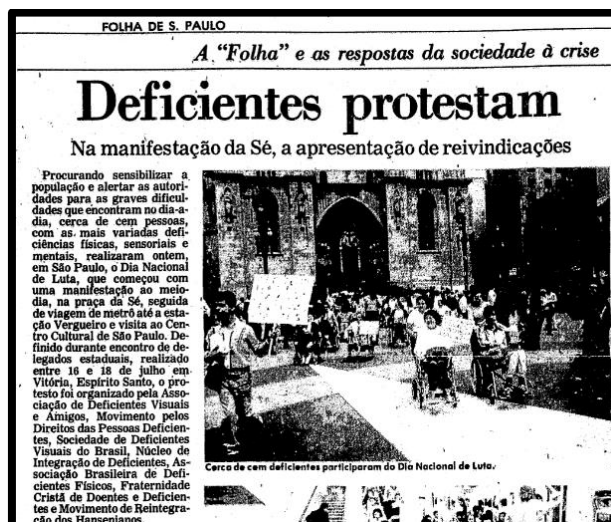 FOLHA DE S. PAULO
A "Folha" e as respostas da sociedade à crise
Deficientes protestam
Na manifestação da Sé, a apresentação de reivindicações
Procurando sensibilizar a
população e alertar as autori-
dades para as graves dificul-
dades que encontram no dia-a-
dia, cerca de cem pessoas,
com as mais variadas defi-
ciências físicas, sensoriais e
mentais, realizaram ontem,
em São Paulo, o Dia Nacional
de Luta, que começou com
uma manifestação ao meio-
dia, na praça da Sé, seguida
de viagem de metrô até a esta-
ção Vergueiro e visita ao Cen-
tro Cultural de São Paulo. De-
finido durante encontro de de-
legados estaduais, realizado
entre 16 e 18 de julho em
Vitória, Espírito Santo, o pro-
testo foi organizado pela Asso-
ciação de Deficientes Visuais
e Amigos, Movimento pelos
Direitos das Pessoas Deficien-
tes, Sociedade de Deficientes
Visuais do Brasil, Núcleo de
Integração de Deficientes, As-
sociação Brasileira de Defi-
cientes Físicos, Fraternidade
Cristã de Doentes e Deficien-
tes e Movimento de Reintegra-
ção dos Hansenianos.
Cerca de cem deficientes participaram do Dia Nacional de Luta.